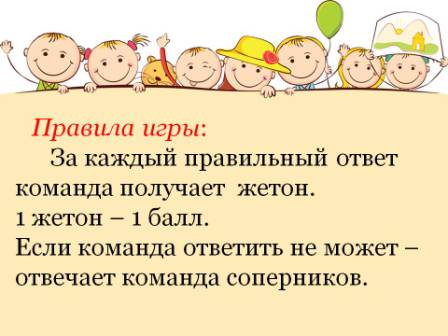 Правила игры:
За каждый правильный ответ
команда получает жетон.
1 жетон – 1 балл.
Если команда ответить не может –
отвечает команда соперников.